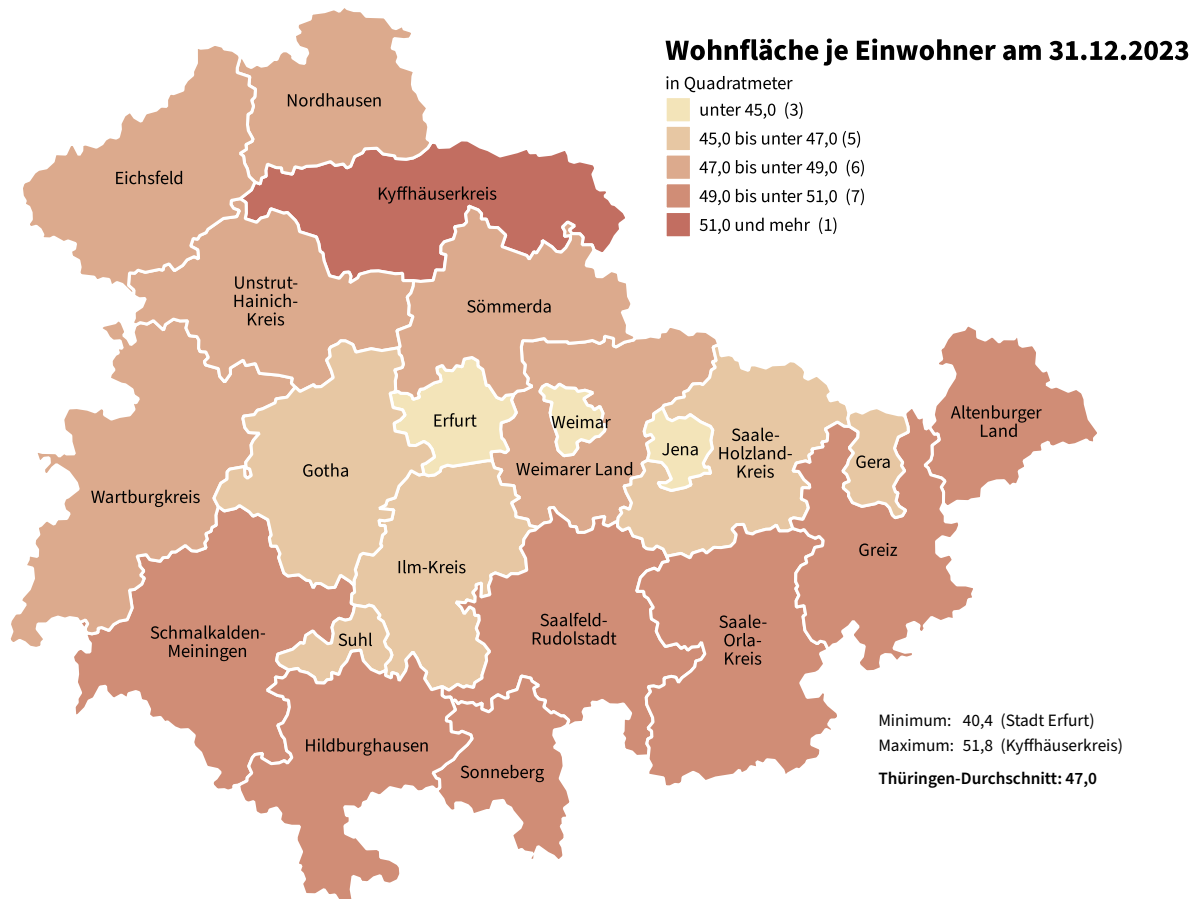 Wohnfläche je Einwohner am 31.12.2023
in Quadratmeter
unter 45,0 (3)
45,0 bis unter 47,0 (5)
47,0 bis unter 49,0 (6)
49,0 bis unter 51,0 (7)
51,0 und mehr (1)
Nordhausen
Eichsfeld
Kyffhäuserkreis
Unstrut-
Hainich-
Kreis
Sömmerda
Erfurt
Weimar
Jena
Saale-
Holzland-
Kreis
Altenburger
Land
Gera
Gotha
Weimarer Land
Wartburgkreis
Greiz
Ilm-Kreis
Saalfeld-
Rudolstadt
Saale-
Orla-
Kreis
Schmalkalden-
Meiningen
Suhl
Hildburghausen
Sonneberg
Minimum: 40,4 (Stadt Erfurt)
Maximum: 51,8 (Kyffhäuserkreis)
Thüringen-Durchschnitt: 47,0